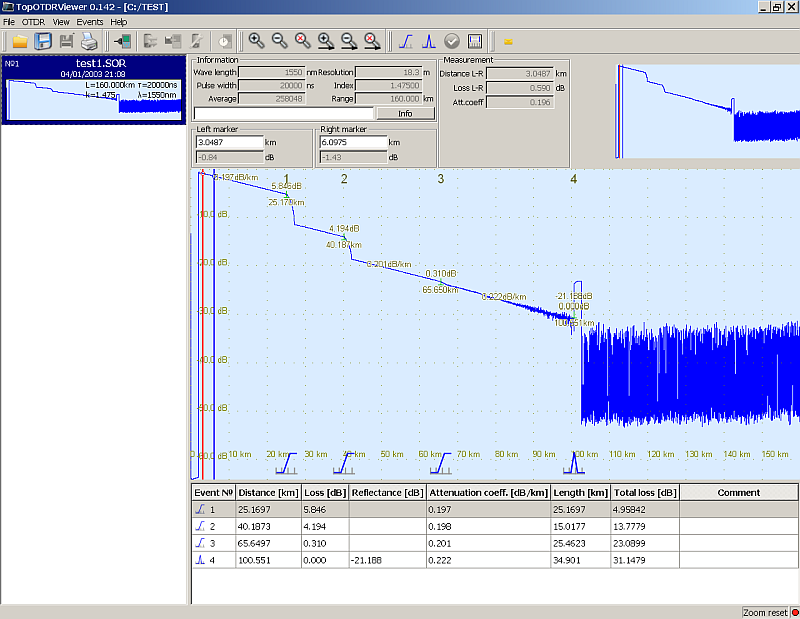 TopOTDRViewer 0.142 - [C:/TEST]
File OTDR View Events Help
№1 test1.SOR
04/01/2003 21:08
L=160.000km τ=20000ns
k=1.475 λ=1550nm
Information
Wave length 1550 nm Resolution 18.3 m
Pulse width 20000 ns Index 1.47500
Average 258048 Range 160.000 km
Info
Measurement
Distance L-R 3.0487 km
Loss L-R 0.590 dB
Att.coeff 0.196
Left marker
3.0487 km
-0.84 dB
Right marker
6.0975 km
-1.43 dB
1 2 3 4
0.197dB/km
5.846dB
25.170km
4.194dB
40.187km
0.201dB/km
0.310dB
65.650km
0.222dB/km
-21.188dB
0.000dB
100.551km
-10.0 dB
-20.0 dB
-30.0 dB
-40.0 dB
-50.0 dB
-60.0 dB
0 10 km 20 km 30 km 40 km 50 km 60 km 70 km 80 km 90 km 100 km 110 km 120 km 130 km 140 km 150 km
Event № Distance [km] Loss [dB] Reflectance [dB] Attenuation coeff. [dB/km] Length [km] Total loss [dB] Comment
1 25.1697 5.846 0.197 25.1697 4.95842
2 40.1873 4.194 0.198 15.0177 13.7779
3 65.6497 0.310 0.201 25.4623 23.0899
4 100.551 0.000 -21.188 0.222 34.901 31.1479
Zoom reset